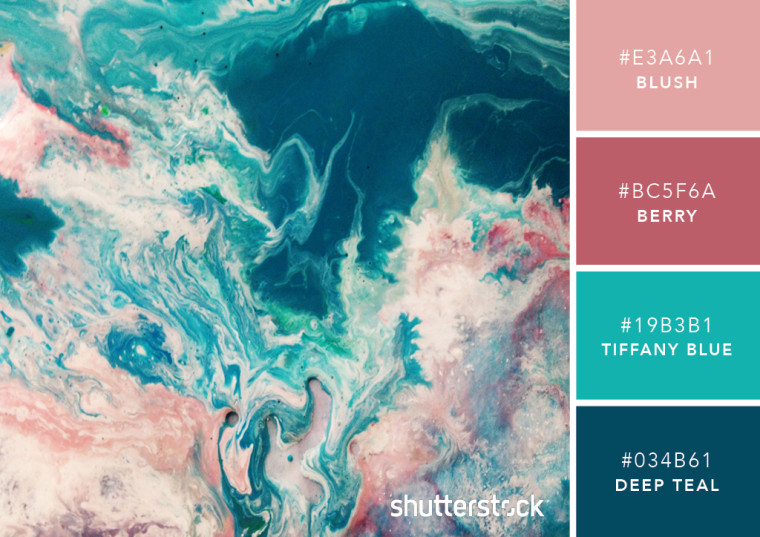 #E3A6A1
BLUSH
#BC5F6A
BERRY
#19B3B1
TIFFANY BLUE
#034B61
DEEP TEAL
shutterstock